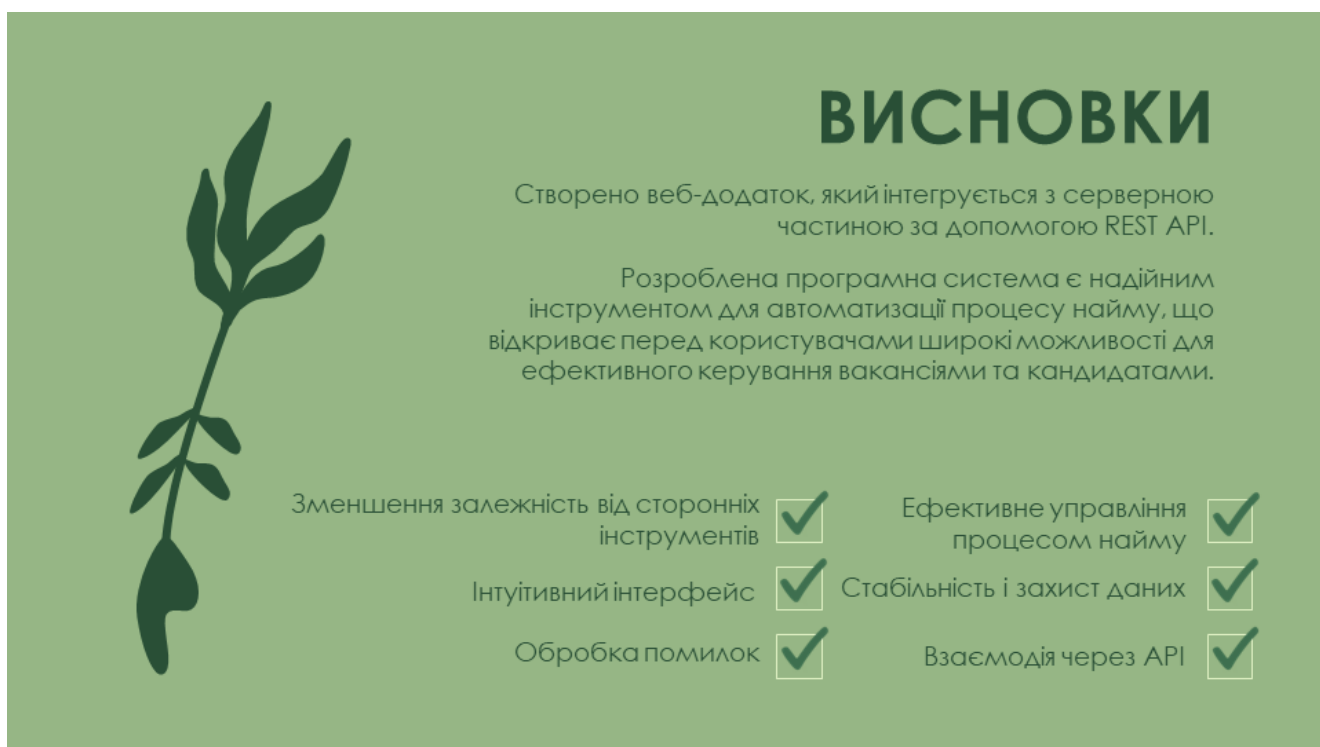 ВИСНОВКИ
Створено веб-додаток, який інтегрується з серверною
частиною за допомогою REST API.
Розроблена програмна система є надійним
інструментом для автоматизації процесу найму, що
відкриває перед користувачами широкі можливості для
ефективного керування вакансіями та кандидатами.
Зменшення залежність від сторонніх
інструментів
Інтуїтивний інтерфейс
Обробка помилок
Ефективне управління
процесом найму
Стабільність і захист даних
Взаємодія через API